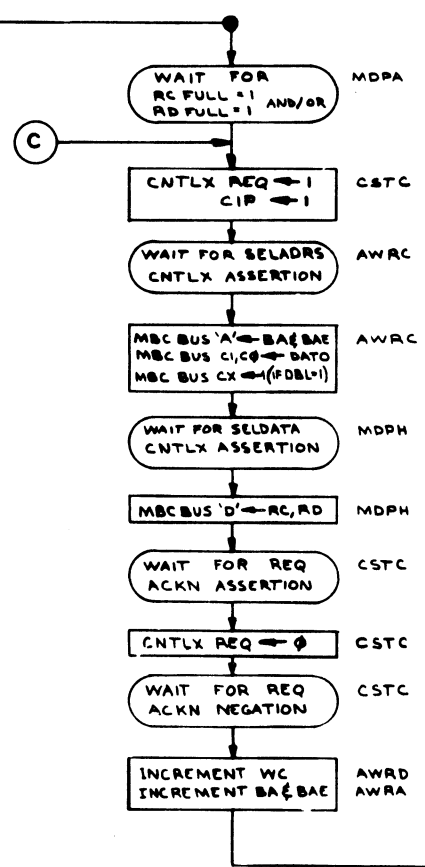 WAIT FOR
RC FULL = 1
RD FULL = 1 AND/OR
MDPA
C
CNTLX REQ ← 1
CIP ← 1
CSTC
WAIT FOR SELADRS
CNTLX ASSERTION
AWRC
MBC BUS 'A' ← BA & BAE
MBC BUS C1, CØ ← DATO
MBC BUS CX ← 1 (IF DBL=1)
AWRC
WAIT FOR SELDATA
CNTLX ASSERTION
MDPH
MBC BUS 'D' ← RC, RD
MDPH
WAIT FOR REQ
ACKN ASSERTION
CSTC
CNTLX REQ ← Ø
CSTC
WAIT FOR REQ
ACKN NEGATION
CSTC
INCREMENT WC
INCREMENT BA & BAE
AWRD
AWRA